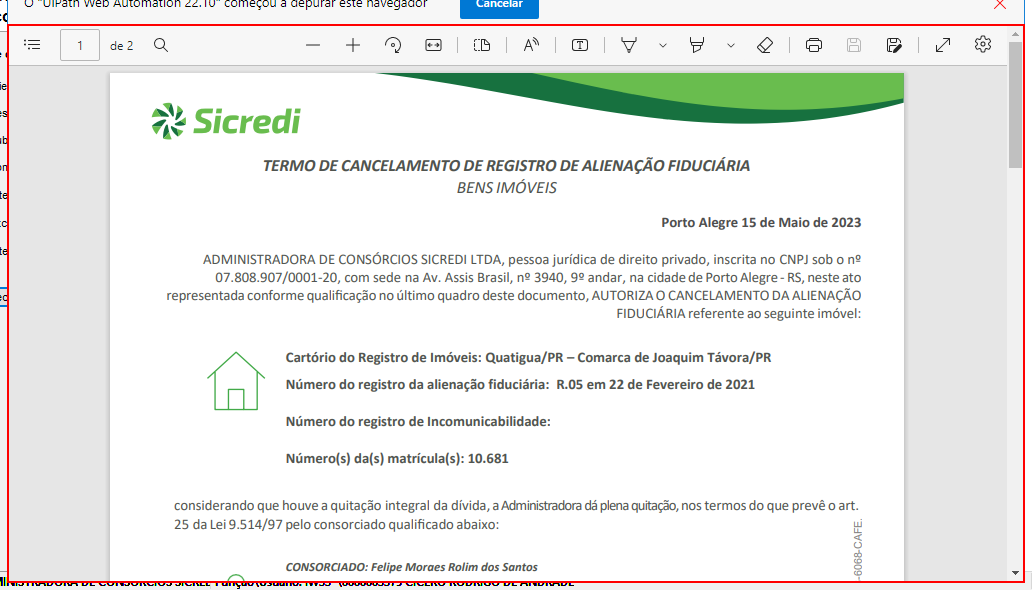 O "UiPath Web Automation 22.10" começou a depurar este navegador
Cancelar
1
de 2
Sicredi
TERMO DE CANCELAMENTO DE REGISTRO DE ALIENAÇÃO FIDUCIÁRIA
BENS IMÓVEIS
Porto Alegre 15 de Maio de 2023
ADMINISTRADORA DE CONSÓRCIOS SICREDI LTDA, pessoa jurídica de direito privado, inscrita no CNPJ sob o nº
07.808.907/0001-20, com sede na Av. Assis Brasil, nº 3940, 9º andar, na cidade de Porto Alegre - RS, neste ato
representada conforme qualificação no último quadro deste documento, AUTORIZA O CANCELAMENTO DA ALIENAÇÃO
FIDUCIÁRIA referente ao seguinte imóvel:
Cartório do Registro de Imóveis: Quatigua/PR – Comarca de Joaquim Távora/PR
Número do registro da alienação fiduciária: R.05 em 22 de Fevereiro de 2021
Número do registro de Incomunicabilidade:
Número(s) da(s) matrícula(s): 10.681
considerando que houve a quitação integral da dívida, a Administradora dá plena quitação, nos termos do que prevê o art.
25 da Lei 9.514/97 pelo consorciado qualificado abaixo:
-6068-CAFE.
CONSORCIADO: Felipe Moraes Rolim dos Santos